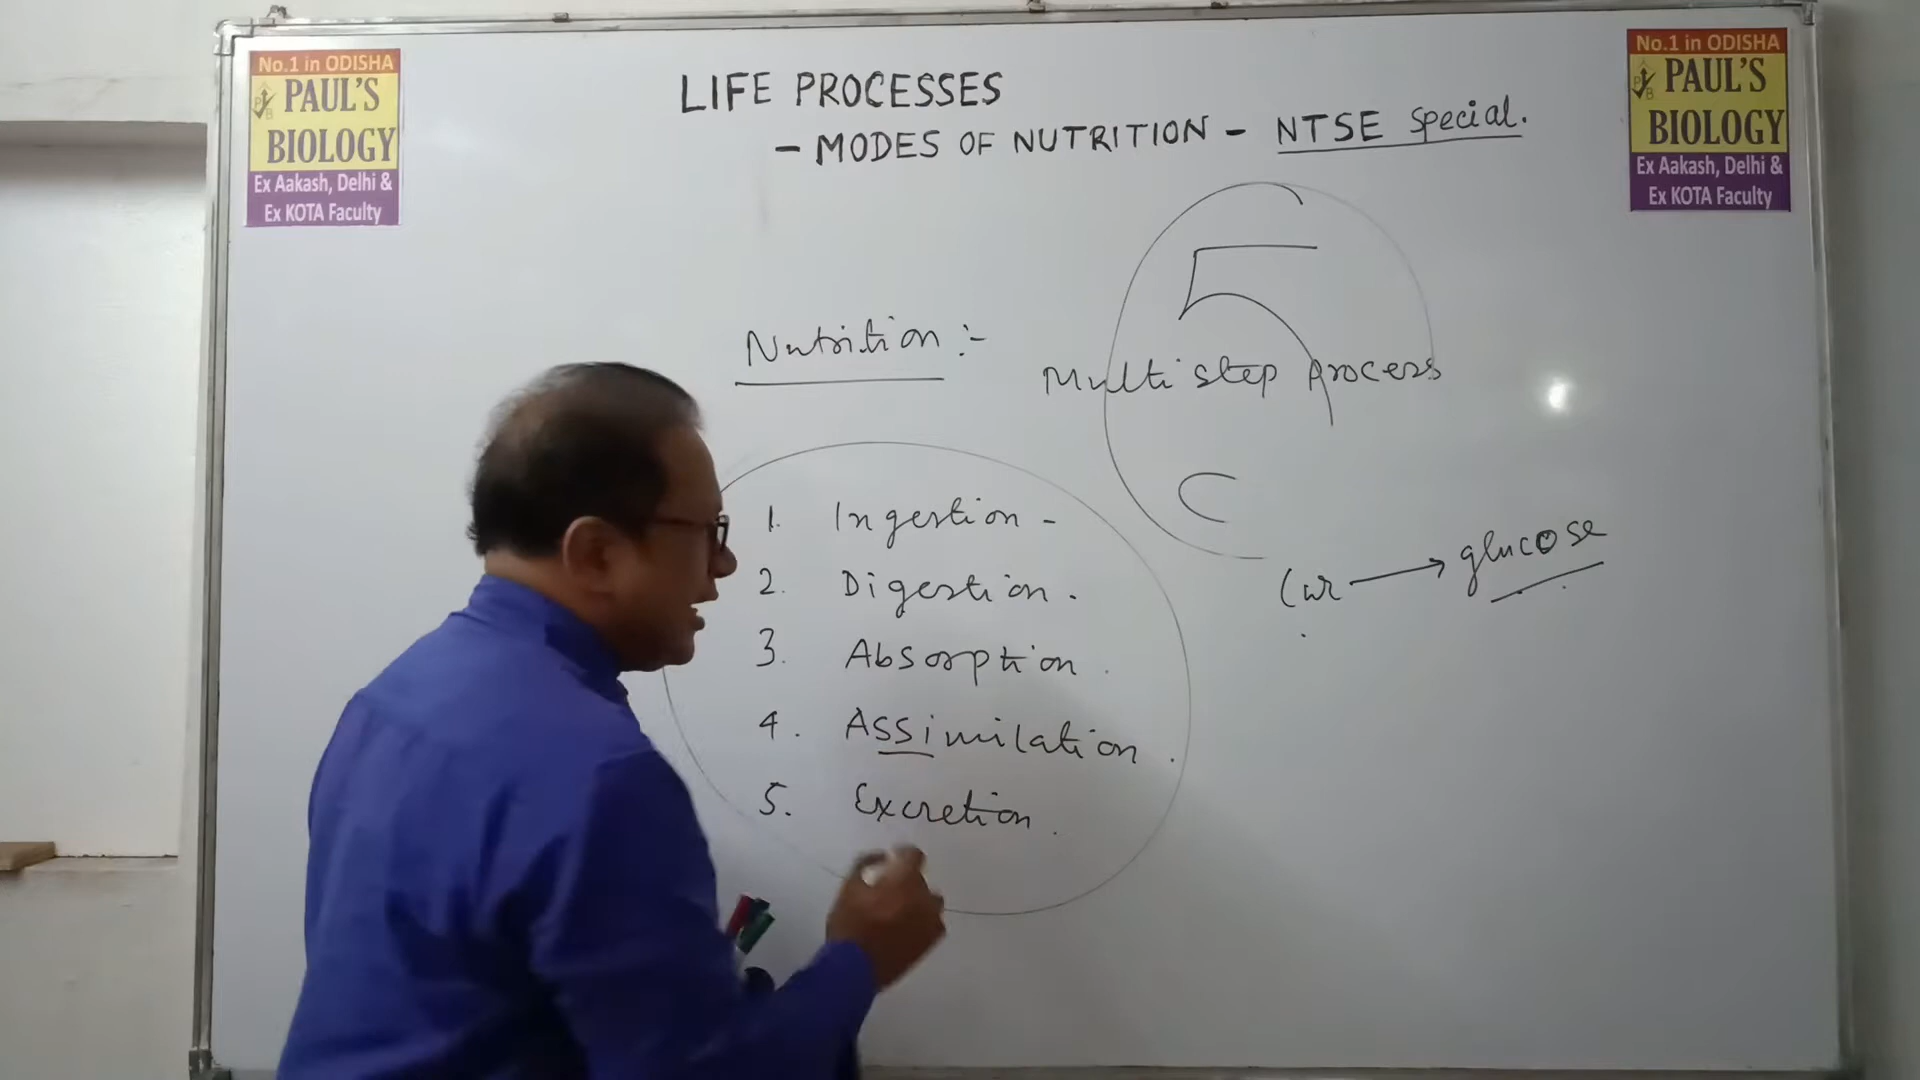 No.1 in ODISHA
PAUL'S
BIOLOGY
Ex Aakash, Delhi &
Ex KOTA Faculty
LIFE PROCESSES
- MODES OF NUTRITION - NTSE Special.
No.1 in ODISHA
PAUL'S
BIOLOGY
Ex Aakash, Delhi &
Ex KOTA Faculty
5
Nutrition :-
Multi step process
C
1. Ingestion -
2. Digestion.
3. Absorption.
4. Assimilation.
5. Excretion.
→ glucose